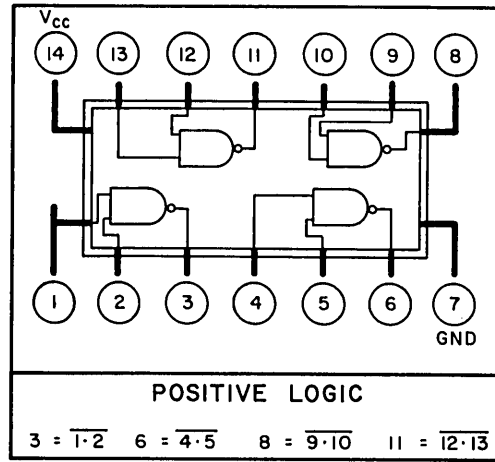 Vcc
14 13 12 11 10 9 8
1 2 3 4 5 6 7
GND
POSITIVE LOGIC
3 = 1·2 6 = 4·5 8 = 9·10 11 = 12·13